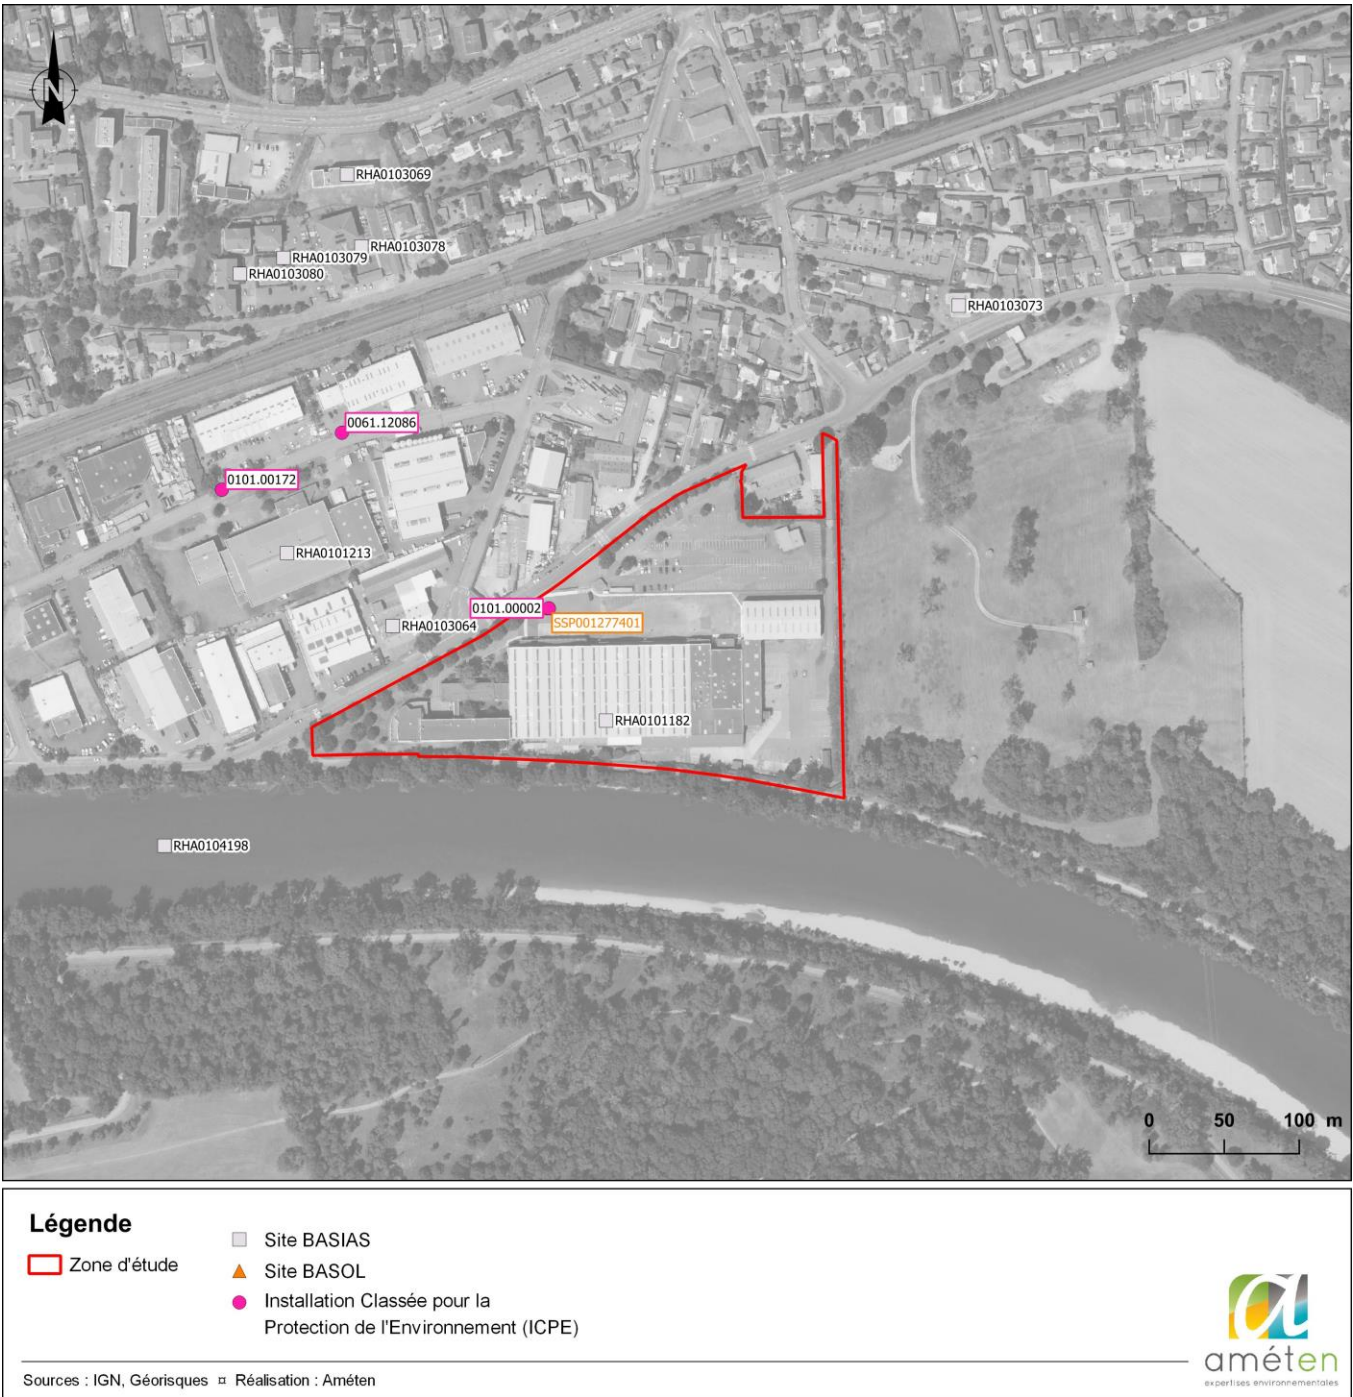 N
RHA0103069
RHA0103078
RHA0103079
RHA0103080
RHA0103073
0061.12086
0101.00172
RHA0101213
0101.00002
SSP001277401
RHA0103064
RHA0101182
RHA0104198
0 50 100 m
Légende
Zone d'étude
Site BASIAS
Site BASOL
Installation Classée pour la
Protection de l'Environnement (ICPE)
Sources : IGN, Géorisques ¤ Réalisation : Améten
a
améten
expertises environnementales